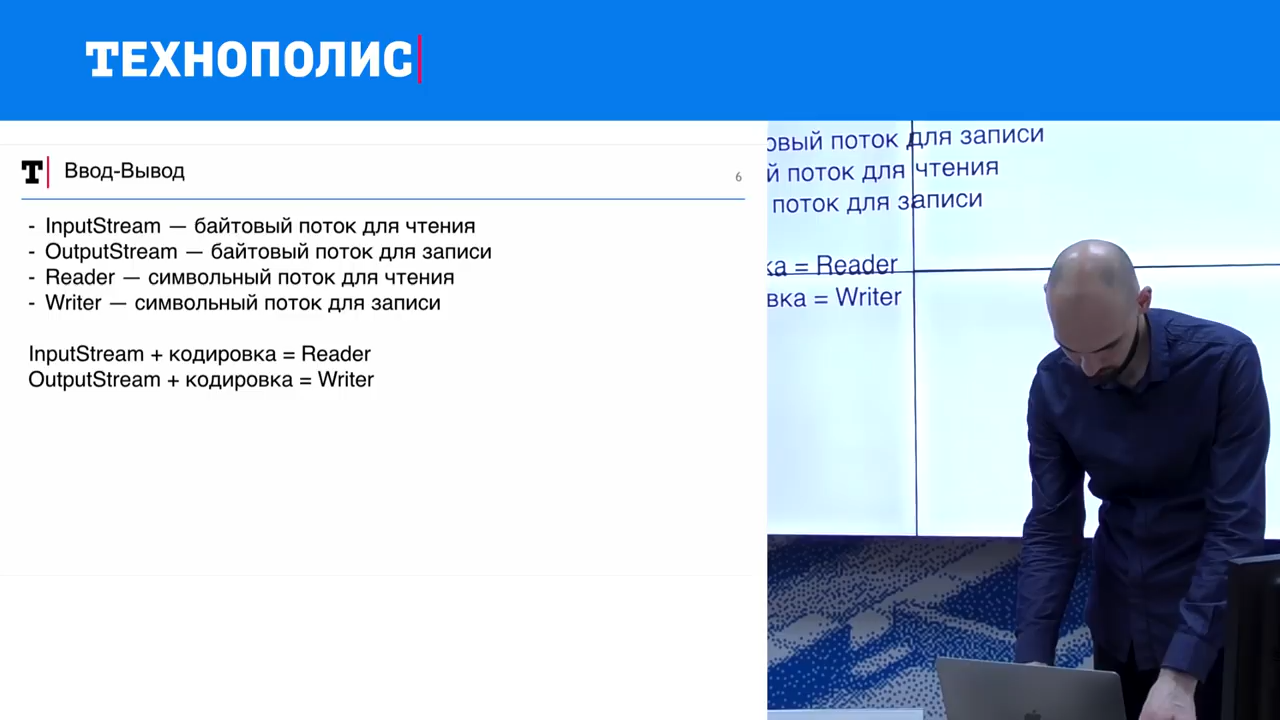 ТЕХНОПОЛИС
Т Ввод-Вывод
6
- InputStream — байтовый поток для чтения
- OutputStream — байтовый поток для записи
- Reader — символьный поток для чтения
- Writer — символьный поток для записи
InputStream + кодировка = Reader
OutputStream + кодировка = Writer
овый поток для записи
й поток для чтения
поток для записи
ка = Reader
вка = Writer